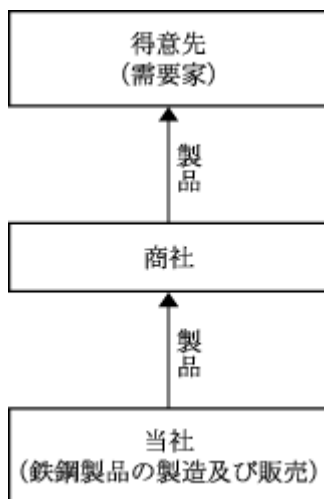 得意先
(需要家)
製品
商社
製品
当社
(鉄鋼製品の製造及び販売)